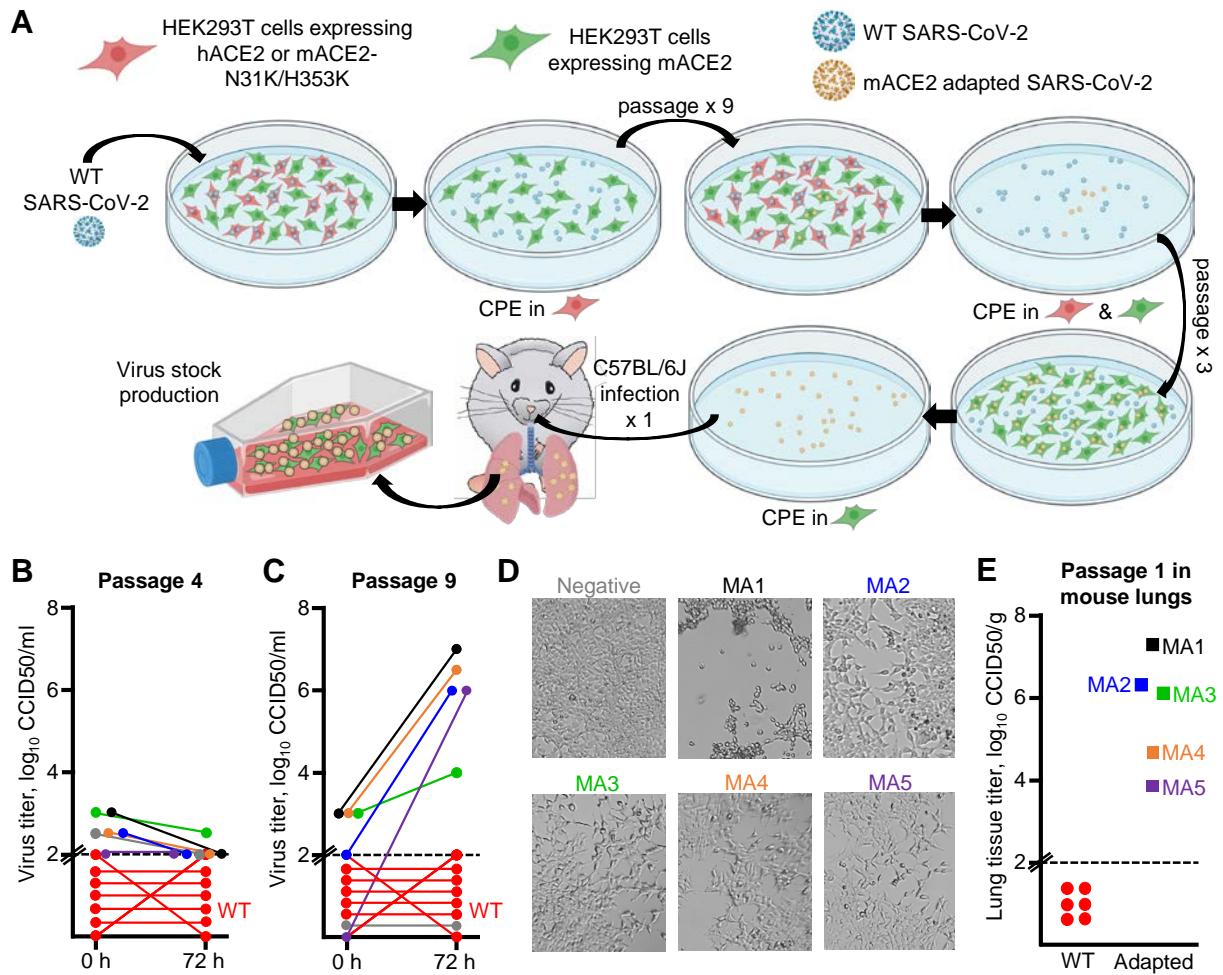 A
HEK293T cells expressing
hACE2 or mACE2-
N31K/H353K
HEK293T cells
expressing mACE2
WT SARS-CoV-2
mACE2 adapted SARS-CoV-2
passage x 9
WT
SARS-CoV-2
CPE in
CPE in
&
passage x 3
Virus stock
production
C57BL/6J
infection
x 1
CPE in
B
Passage 4
Virus titer, log10 CCID50/ml
8
6
4
2
WT
0 h
72 h
C
Passage 9
Virus titer, log10 CCID50/ml
8
6
4
2
WT
0 h
72 h
D
Negative
MA1
MA2
MA3
MA4
MA5
E
Passage 1 in
mouse lungs
Lung tissue titer, log10 CCID50/g
8
6
4
2
MA1
MA2
MA3
MA4
MA5
WT
Adapted